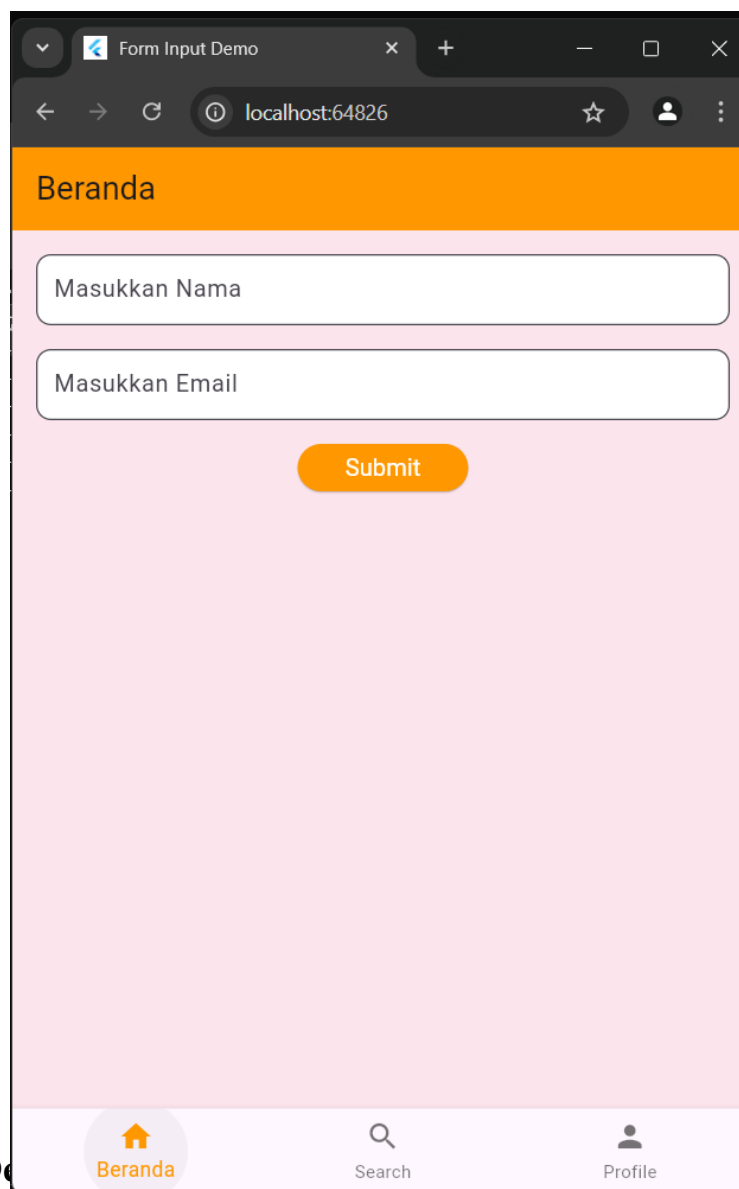 Form Input Demo
localhost:64826
Beranda
Masukkan Nama
Masukkan Email
Submit
Beranda
Search
Profile